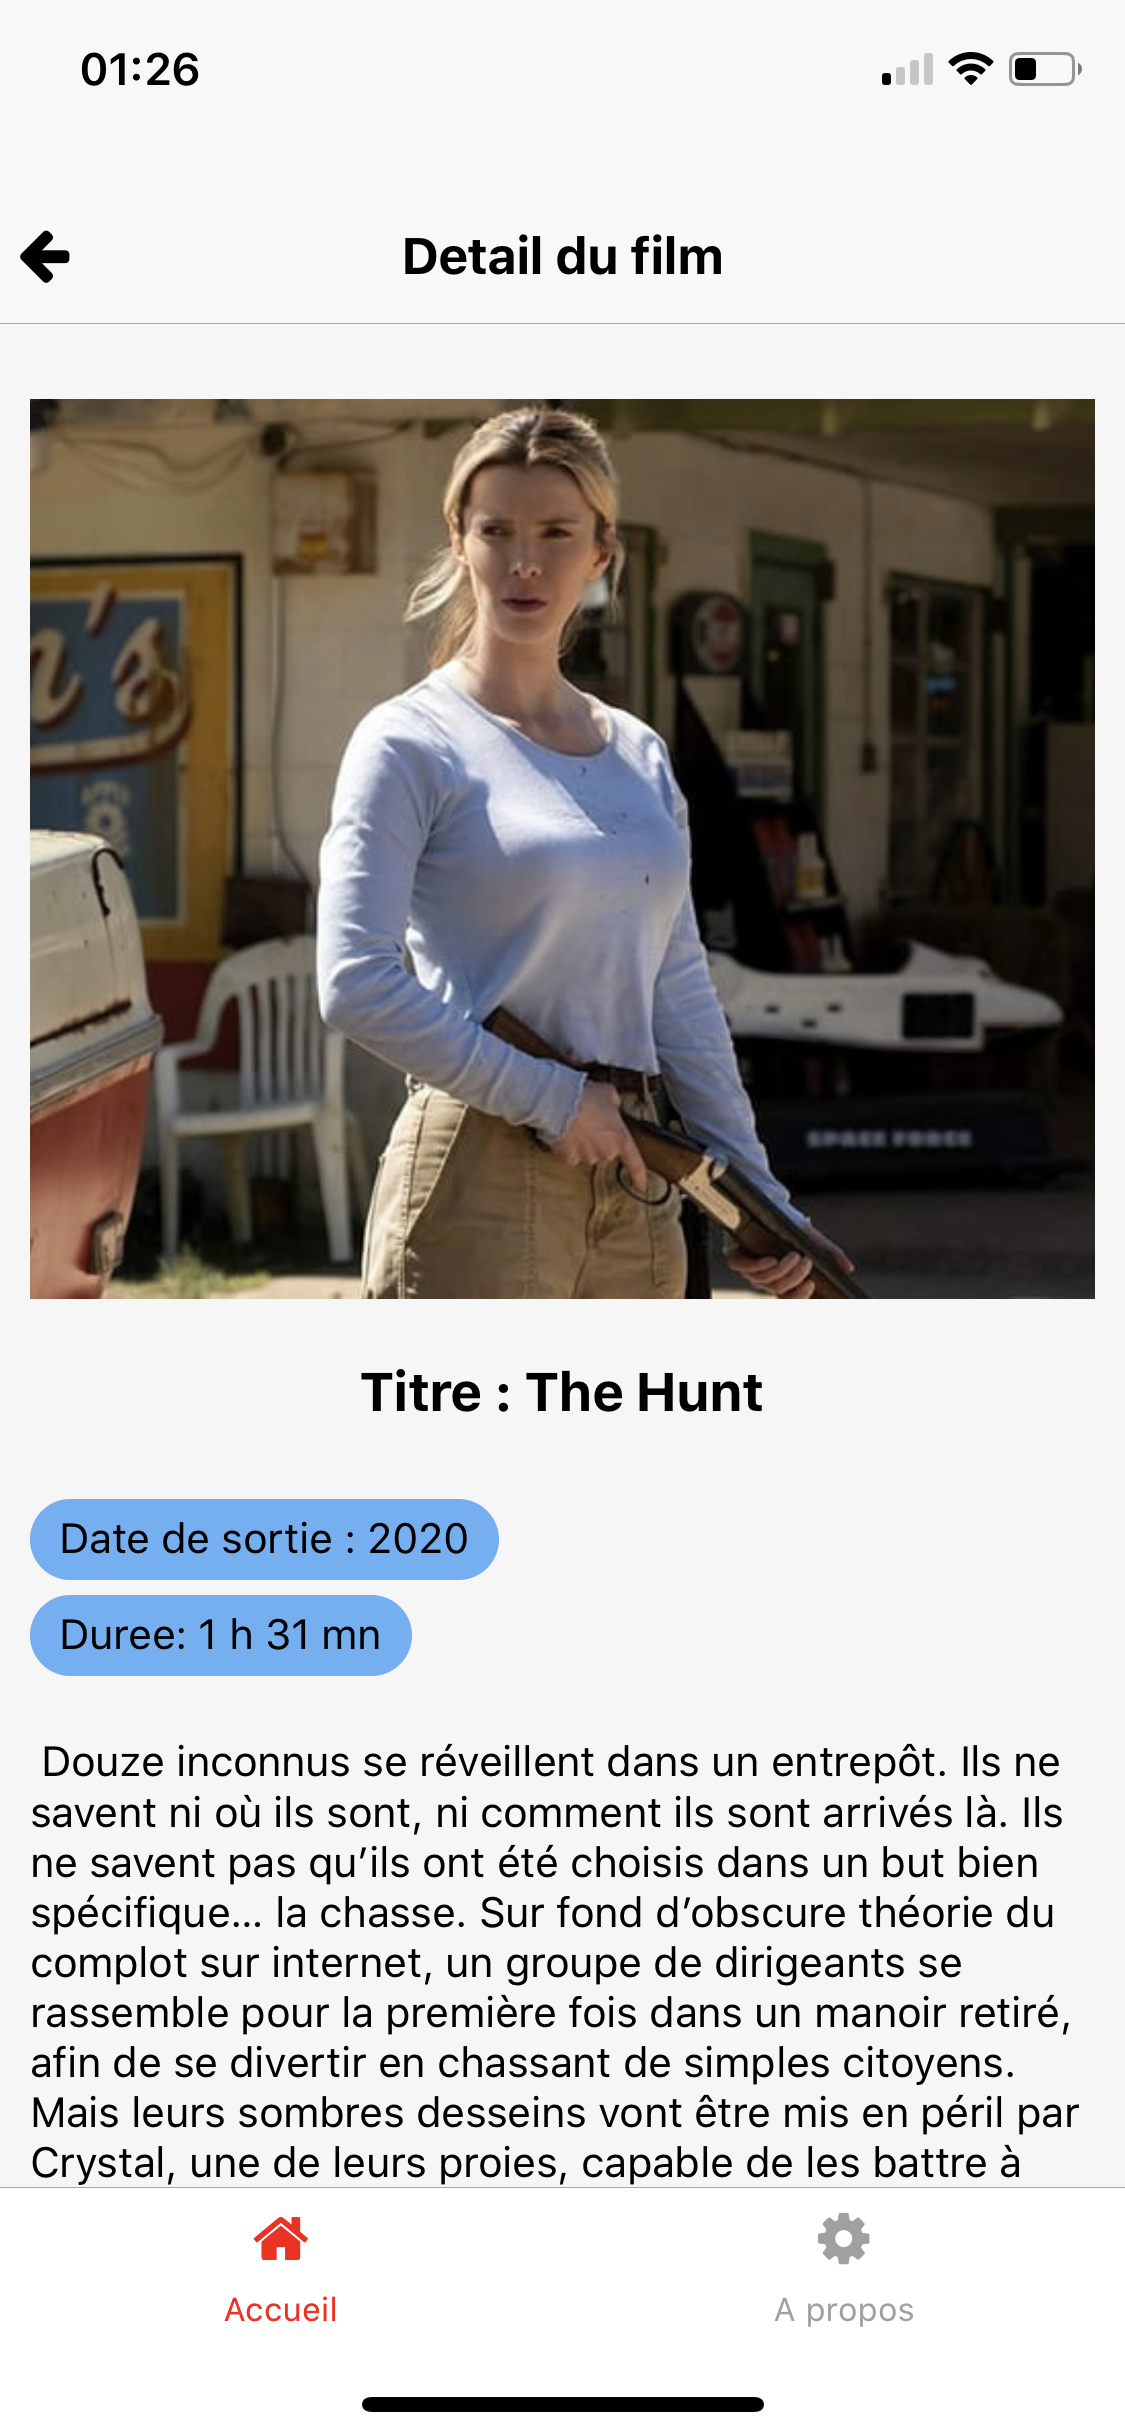 01:26
Detail du film
n's
SPACE FORCE
Titre : The Hunt
Date de sortie : 2020
Duree: 1 h 31 mn
Douze inconnus se réveillent dans un entrepôt. Ils ne
savent ni où ils sont, ni comment ils sont arrivés là. Ils
ne savent pas qu’ils ont été choisis dans un but bien
spécifique... la chasse. Sur fond d’obscure théorie du
complot sur internet, un groupe de dirigeants se
rassemble pour la première fois dans un manoir retiré,
afin de se divertir en chassant de simples citoyens.
Mais leurs sombres desseins vont être mis en péril par
Crystal, une de leurs proies, capable de les battre à
Accueil
A propos